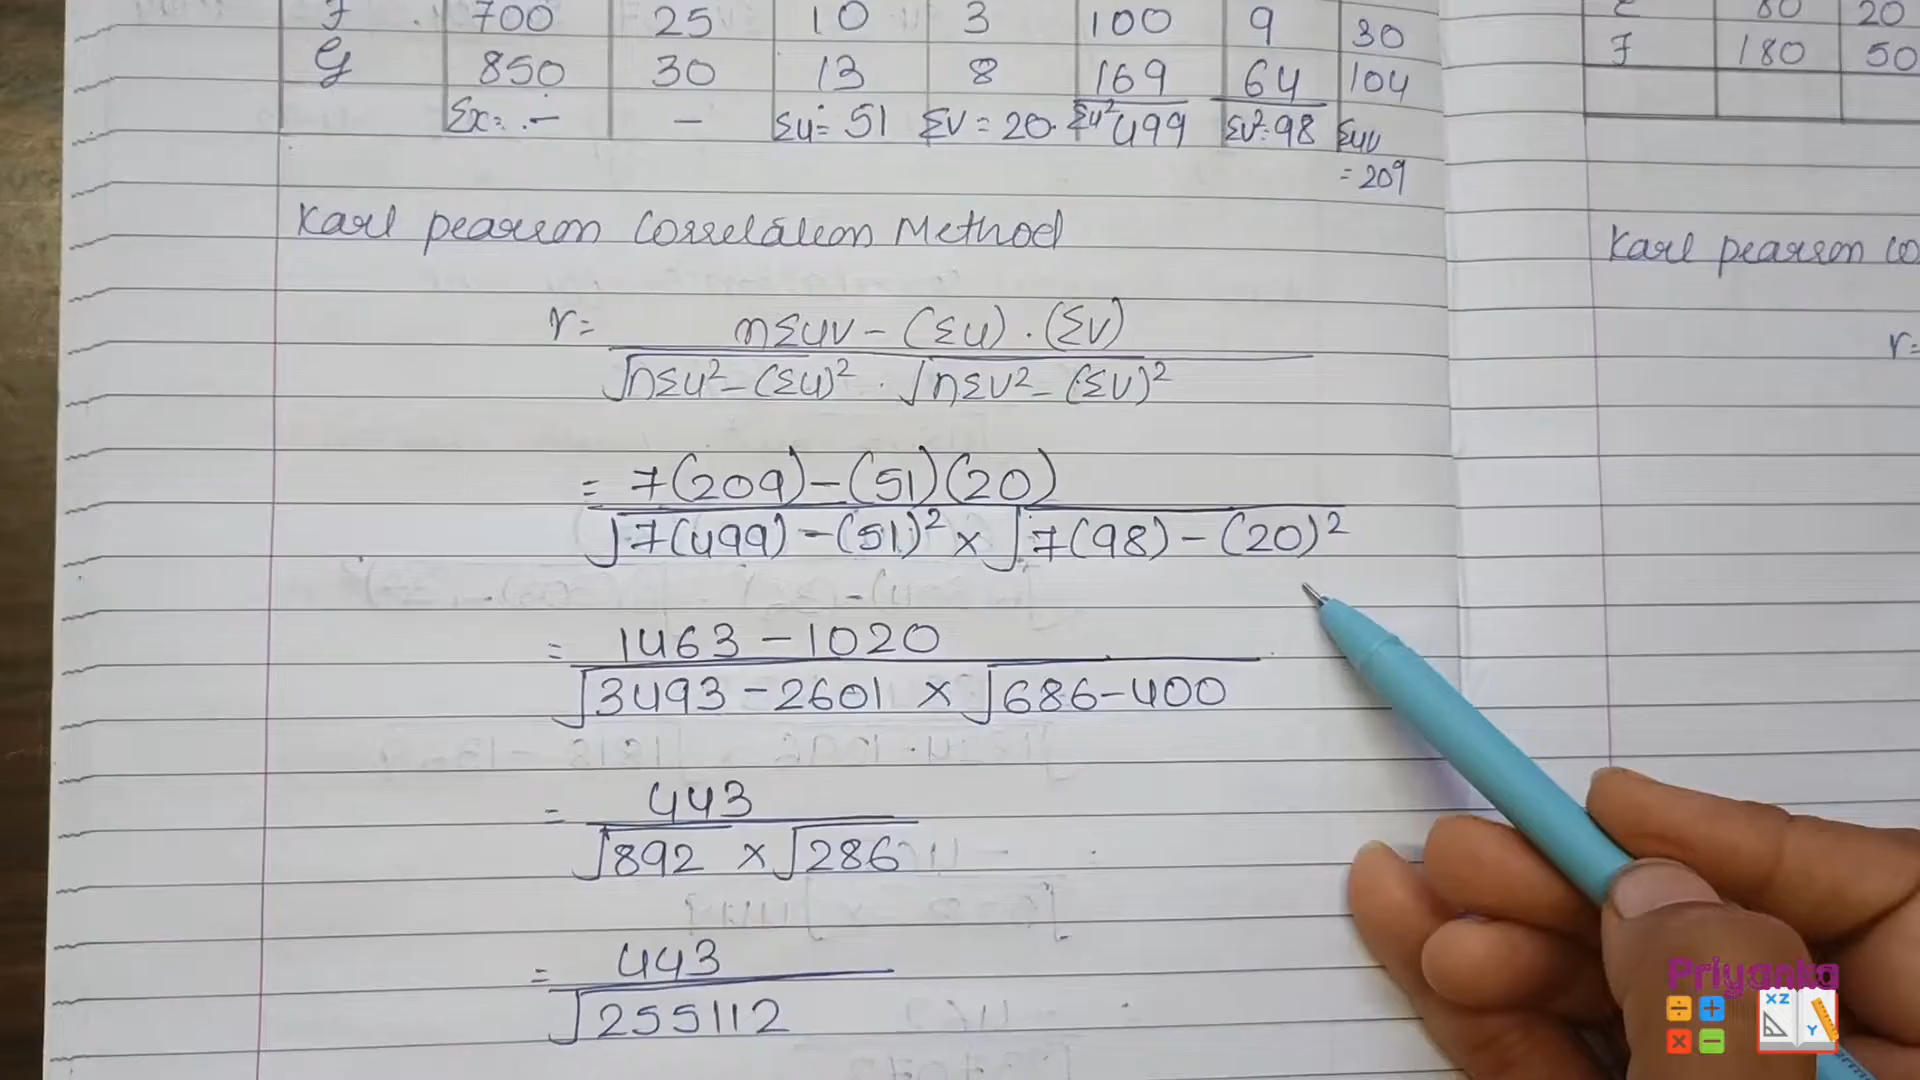 F 700 25 10 3 100 9 30
G 850 30 13 8 169 64 104
Σx= - - Σu= 51 Σv = 20 Σu² 499 Σv²=98 Σuv
= 209
Karl pearson Correlation Method
r= nΣuv - (Σu) . (Σv)
√nΣu² - (Σu)² . √nΣv² - (Σv)²
= 7(209) - (51)(20)
√7(499) - (51)² × √7(98) - (20)²
= 1463 - 1020
√3493 - 2601 × √686 - 400
= 443
√892 × √286
= 443
√255112
E 80 20
F 180 50
Karl pearson Co
r=
Priyanka
XZ
Y